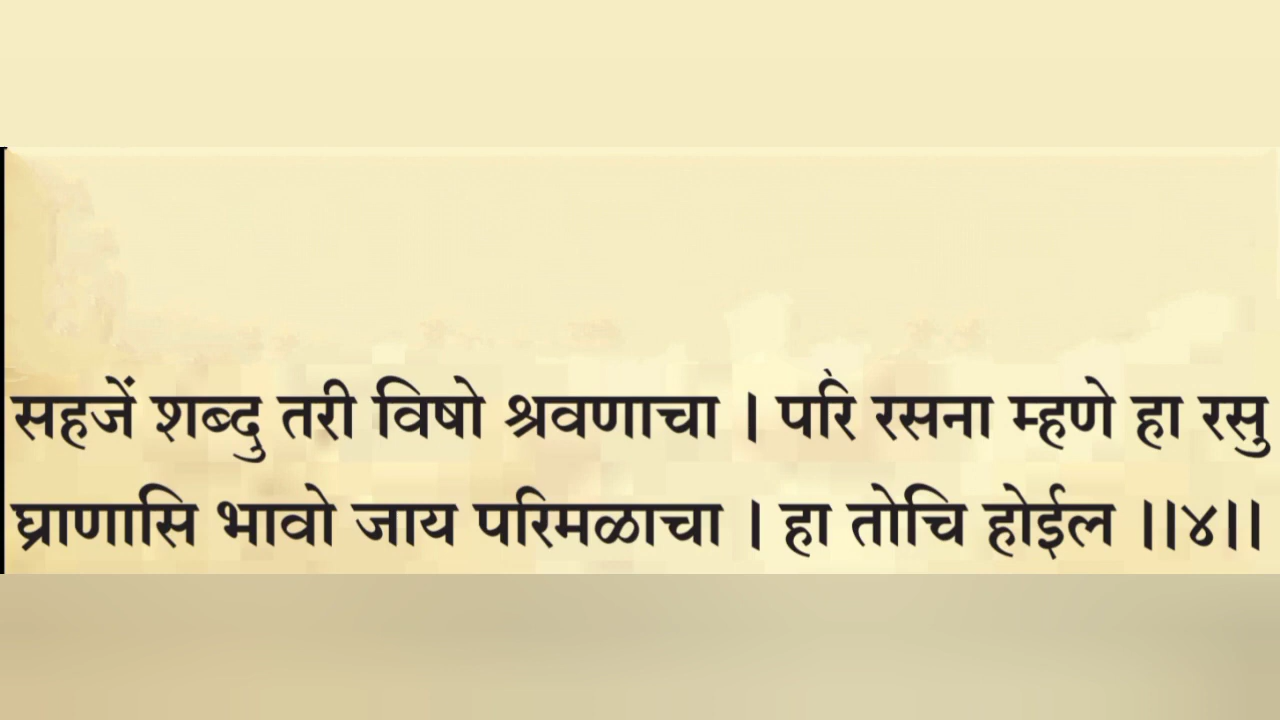 सहजें शब्दु तरी विषो श्रवणाचा । परि रसना म्हणे हा रसु
घ्राणासि भावो जाय परिमळाचा । हा तोचि होईल ।।४।।